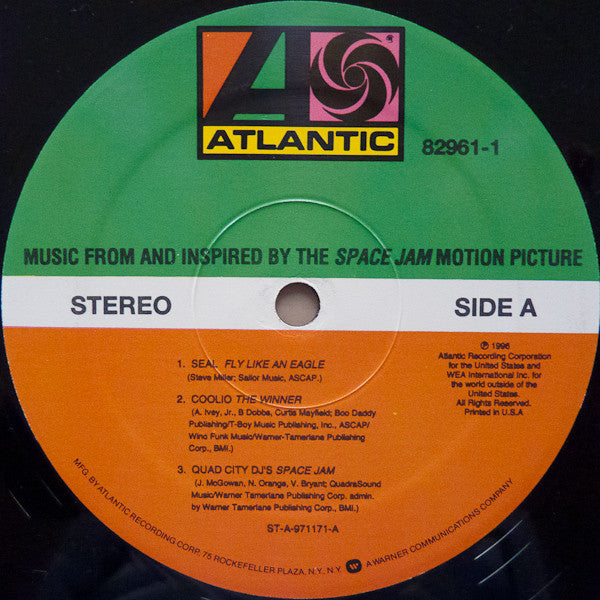 ATLANTIC
82961-1
MUSIC FROM AND INSPIRED BY THE SPACE JAM MOTION PICTURE
STEREO
SIDE A
1. SEAL FLY LIKE AN EAGLE
(Steve Miller; Sailor Music, ASCAP.)
2. COOLIO THE WINNER
(A. Ivey, Jr., B Dobbs, Curtis Mayfield; Boo Daddy
Publishing/T-Boy Music Publishing, Inc., ASCAP/
Wino Funk Music/Warner-Tamerlane Publishing
Corp., BMI.)
3. QUAD CITY DJ'S SPACE JAM
(J. McGowan, N. Orange, V. Bryant; QuadraSound
Music/Warner Tamerlane Publishing Corp. admin.
by Warner Tamerlane Publishing Corp., BMI.)
ST-A-971171-A
℗ 1996
Atlantic Recording Corporation
for the United States and
WEA International Inc. for
the world outside of the
United States.
All Rights Reserved.
Printed in U.S.A
MFG. BY ATLANTIC RECORDING CORP. 75 ROCKEFELLER PLAZA, N.Y., N.Y. A WARNER COMMUNICATIONS COMPANY